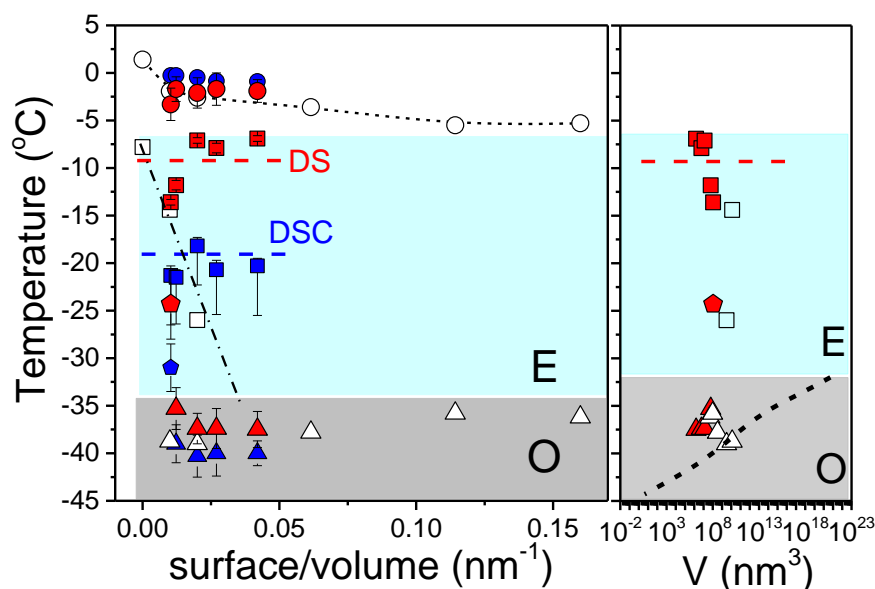 5
0
-5
-10
-15
-20
-25
-30
-35
-40
-45
Temperature (°C)
DS
DSC
E
O
0.00 0.05 0.10 0.15
surface/volume (nm⁻¹)
E
O
10⁻² 10³ 10⁸ 10¹³ 10¹⁸ 10²³
V (nm³)